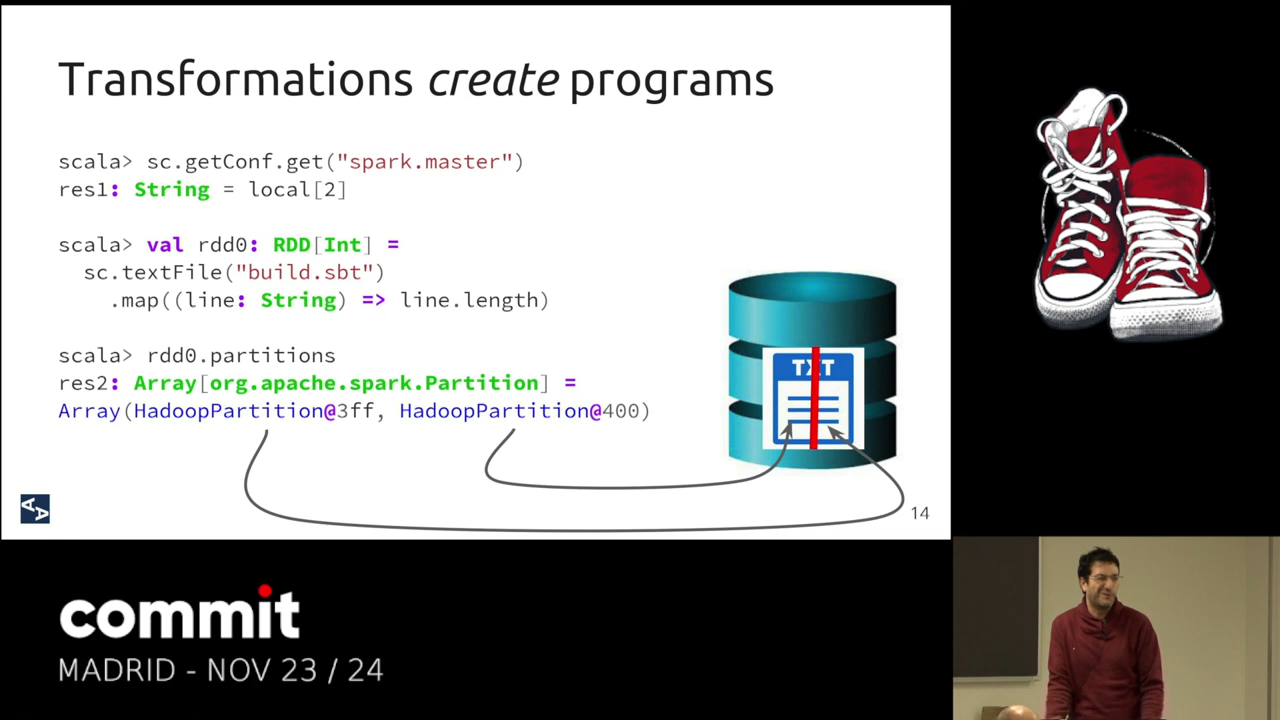 Transformations create programs
scala> sc.getConf.get("spark.master")
res1: String = local[2]
scala> val rdd0: RDD[Int] =
sc.textFile("build.sbt")
.map((line: String) => line.length)
scala> rdd0.partitions
res2: Array[org.apache.spark.Partition] =
Array(HadoopPartition@3ff, HadoopPartition@400)
TXT
AA
14
commit
MADRID - NOV 23 / 24